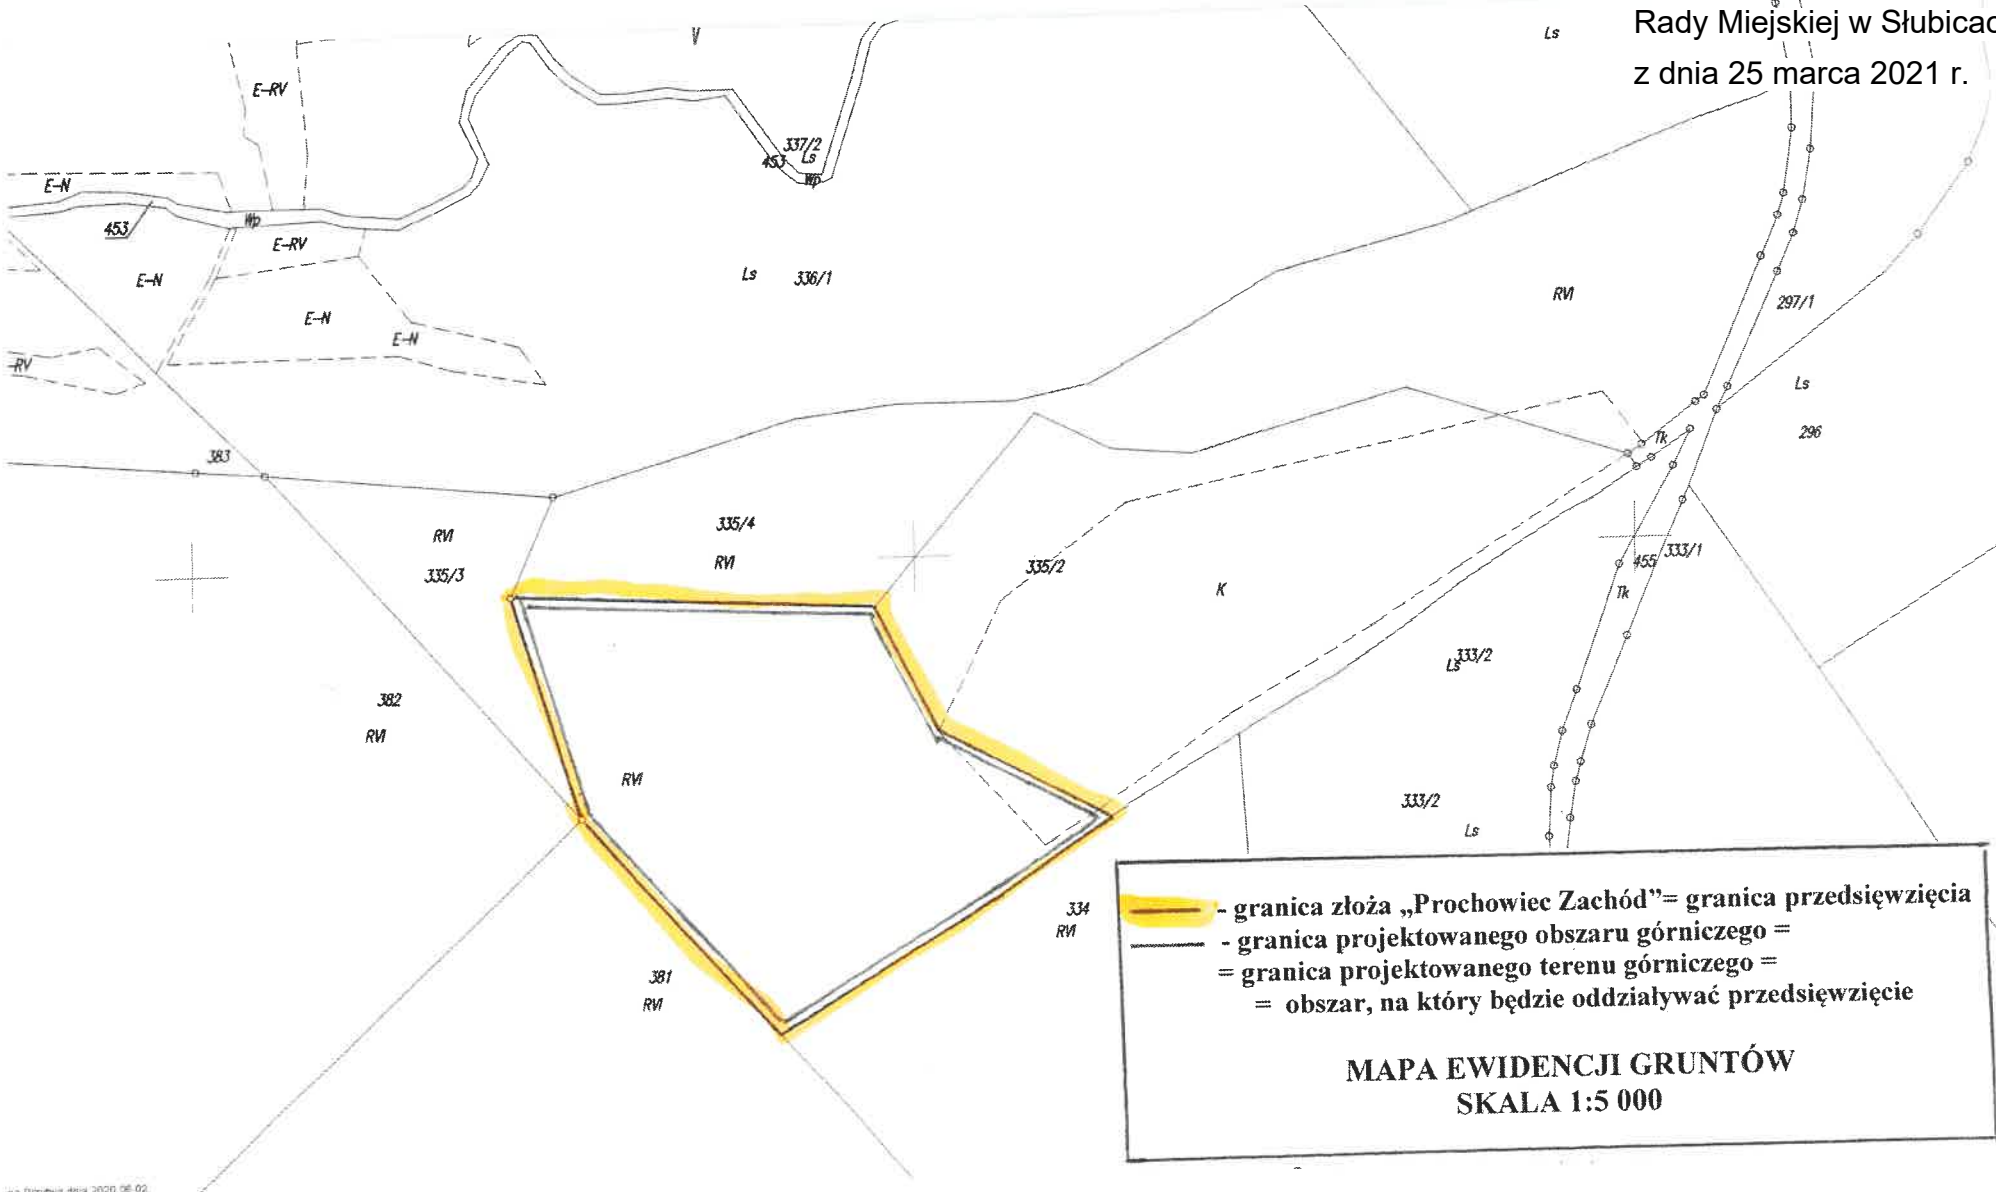 Rady Miejskiej w Słubicac
z dnia 25 marca 2021 r.
V
Ls
E-RV
337/2
453 Ls
Wp
E-N
453
Wp
E-RV
E-N
Ls 336/1
RVI
297/1
E-N
E-N
-RV
Ls
296
Tk
383
335/4
RVI
RVI
335/3
335/2
K
455 333/1
Tk
333/2
Ls
382
RVI
RVI
333/2
Ls
334
RVI
381
RVI
- granica złoża „Prochowiec Zachód”= granica przedsięwzięcia
- granica projektowanego obszaru górniczego =
= granica projektowanego terenu górniczego =
= obszar, na który będzie oddziaływać przedsięwzięcie
MAPA EWIDENCJI GRUNTÓW
SKALA 1:5 000
dnia 2020-06-02